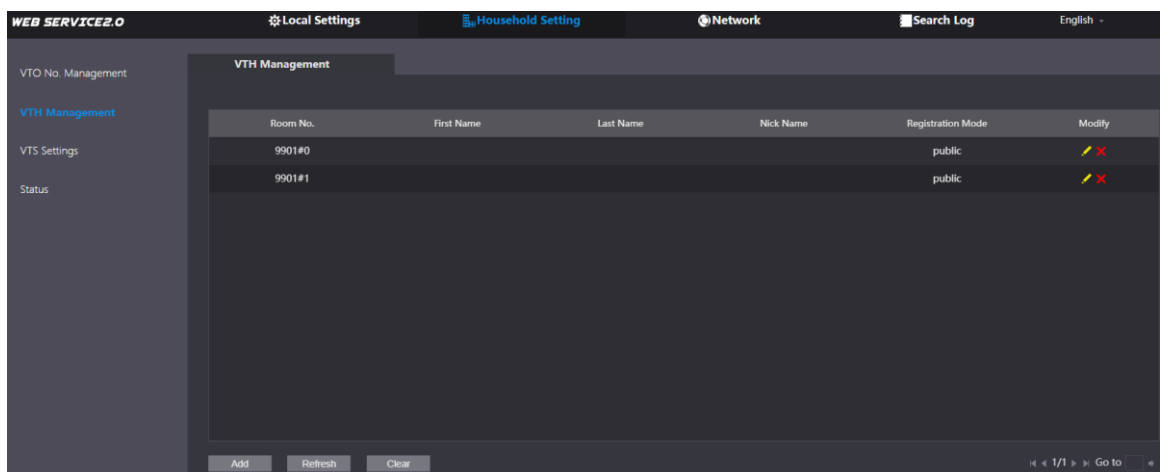 WEB SERVICE2.0 Local Settings Household Setting Network Search Log English
VTO No. Management
VTH Management
VTS Settings
Status
VTH Management
Room No. First Name Last Name Nick Name Registration Mode Modify
9901#0 public
9901#1 public
Add Refresh Clear 1/1 Go to